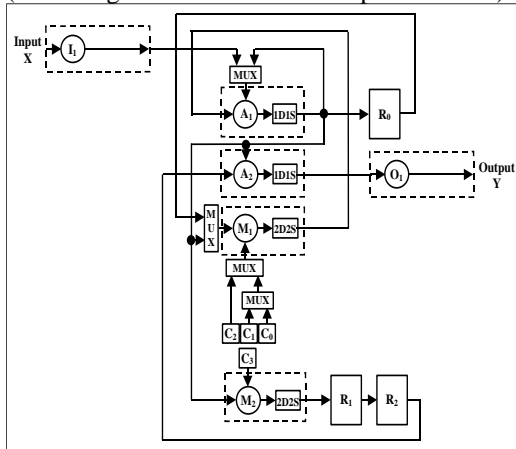 Input
X
I1
MUX
A1
1D1S
R0
A2
1D1S
O1
Output
Y
M
U
X
M1
2D2S
MUX
MUX
C2
C1
C0
C3
M2
2D2S
R1
R2